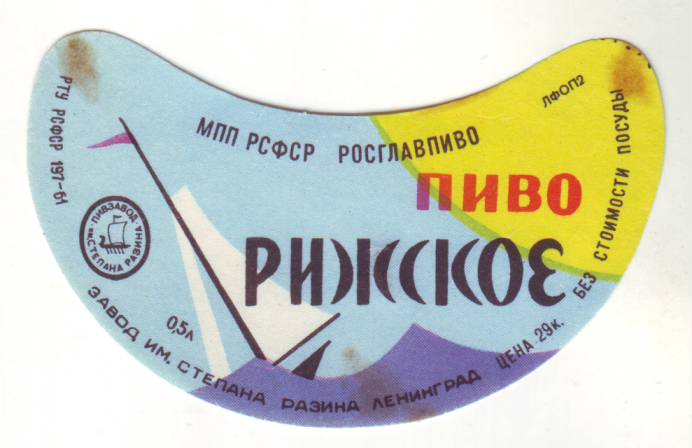 МПП РСФСР РОСГЛАВПИВО
ЛФОП2
ПИВО
РИЖСКОЕ
РТУ РСФСР 197-61
ПИВЗАВОД
им. СТЕПАНА РАЗИНА
0,5л
ЗАВОД ИМ. СТЕПАНА РАЗИНА ЛЕНИНГРАД
ЦЕНА 29к. БЕЗ СТОИМОСТИ ПОСУДЫ